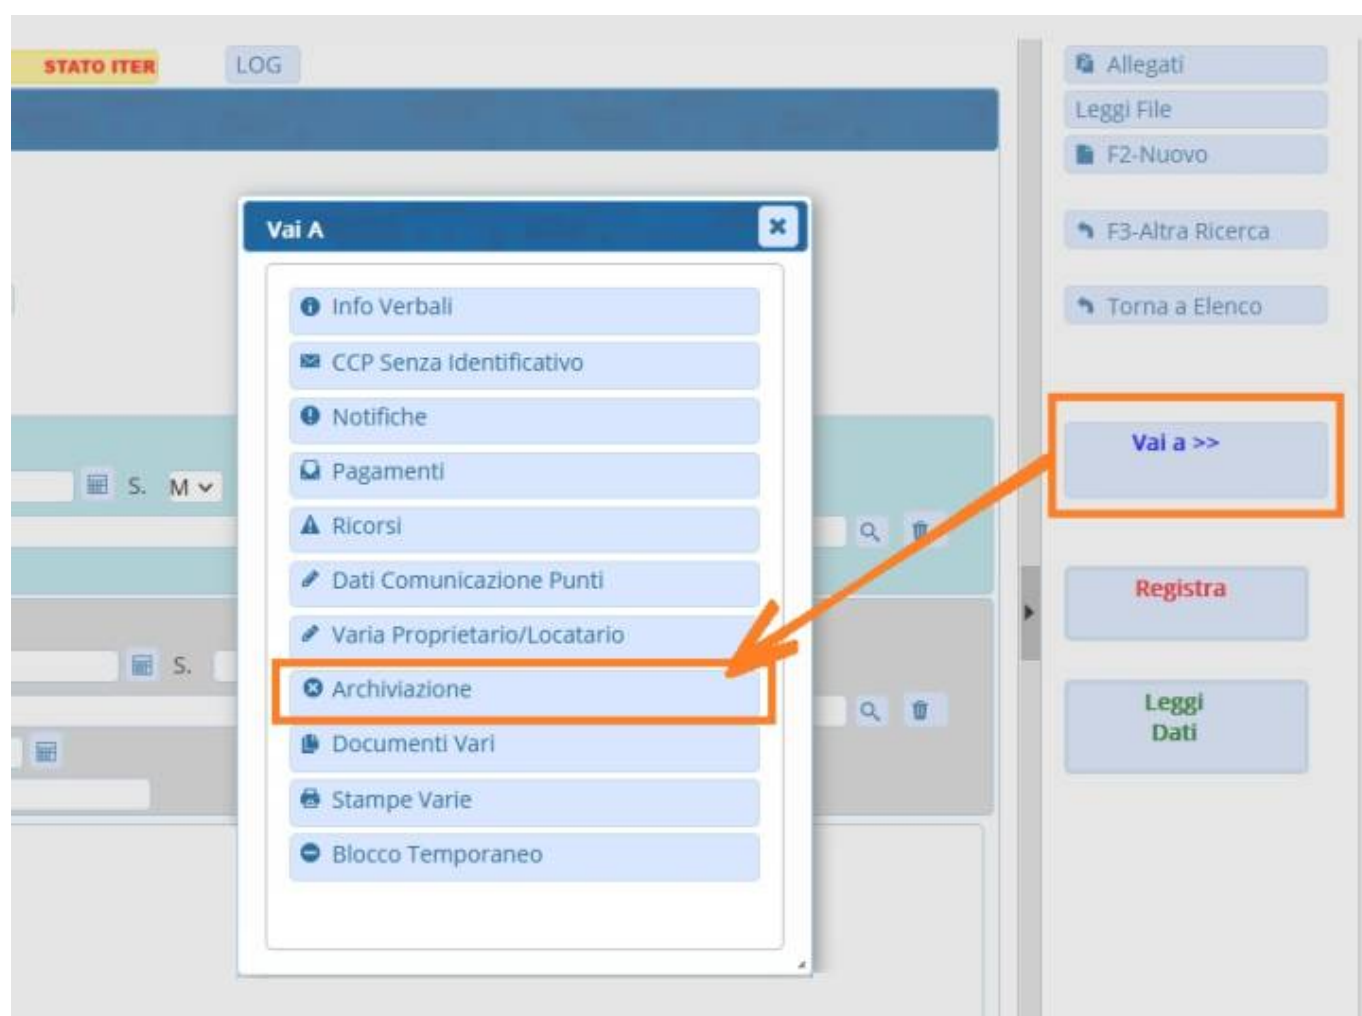 STATO ITER
LOG
Allegati
Leggi File
F2-Nuovo
F3-Altra Ricerca
Torna a Elenco
Vai a >>
Registra
Leggi
Dati
Vai A
Info Verbali
CCP Senza Identificativo
Notifiche
Pagamenti
Ricorsi
Dati Comunicazione Punti
Varia Proprietario/Locatario
Archiviazione
Documenti Vari
Stampe Varie
Blocco Temporaneo
S. M
S.